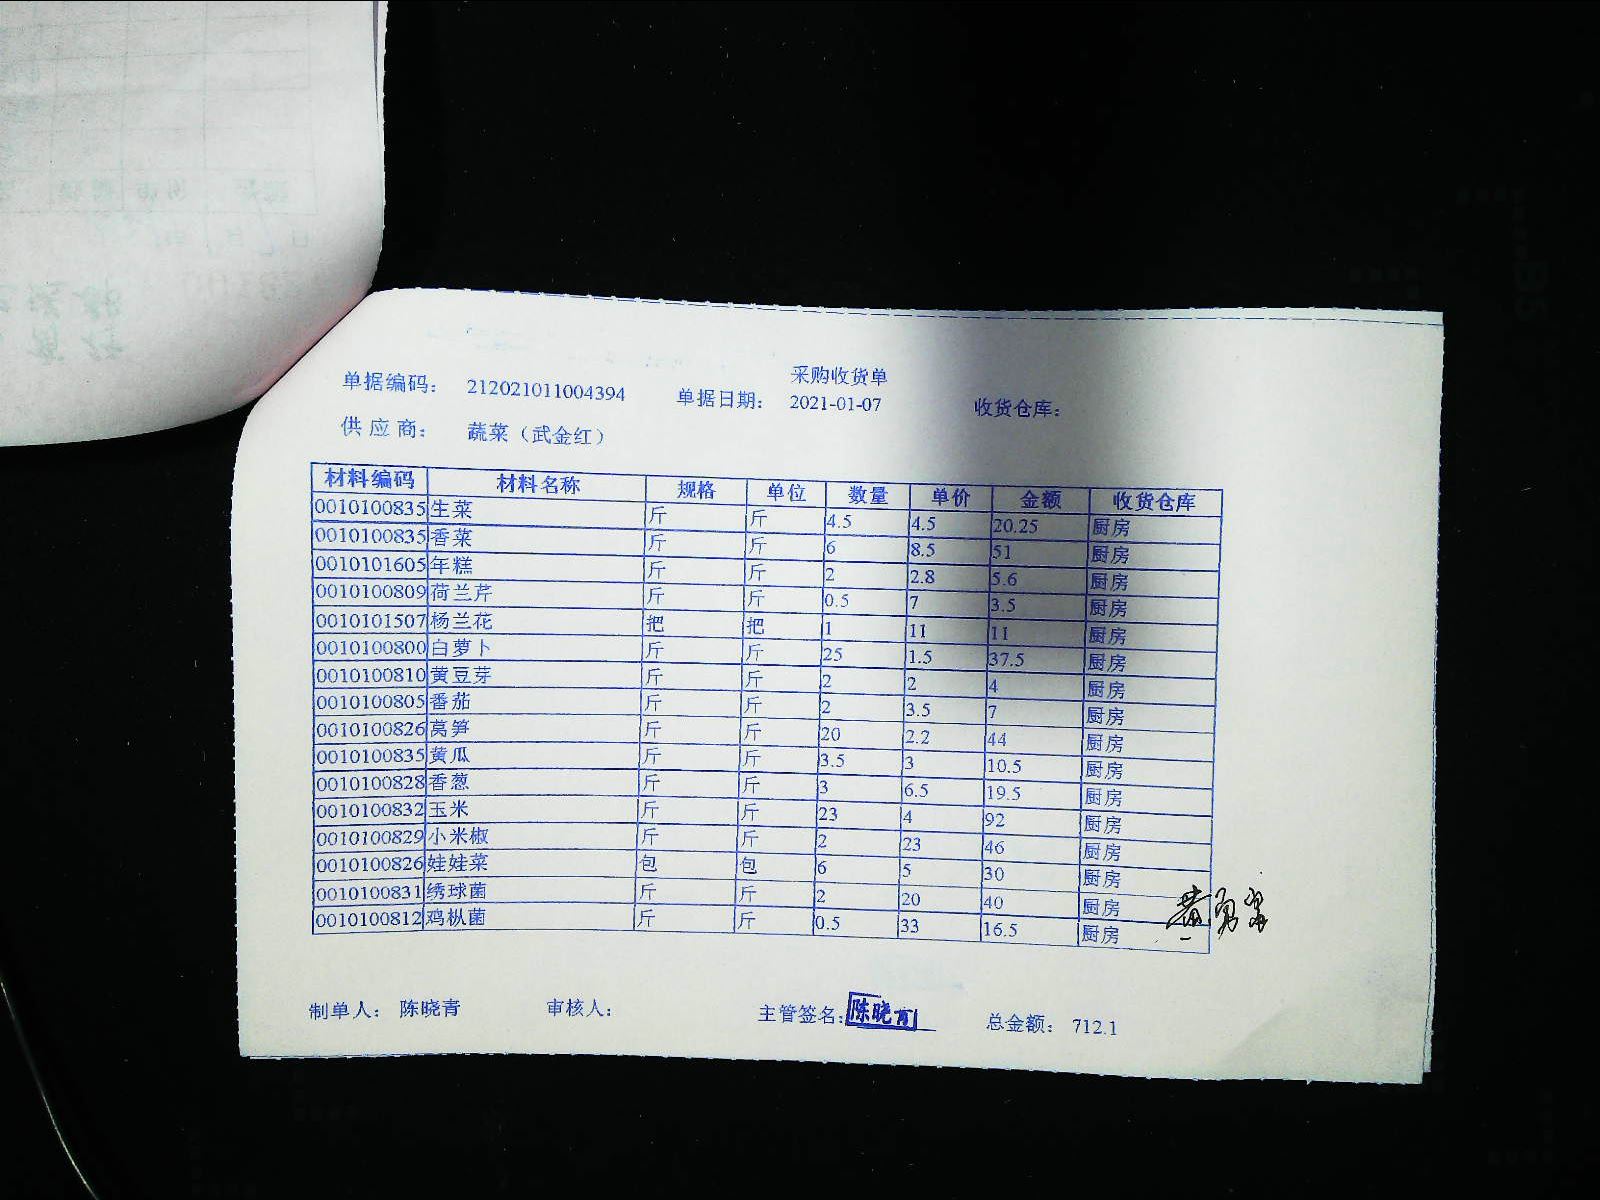 采购收货单
单据编码： 212021011004394 单据日期： 2021-01-07 收货仓库：
供应商： 蔬菜（武金红）
材料编码 材料名称 规格 单位 数量 单价 金额 收货仓库
0010100835 生菜 斤 斤 4.5 4.5 20.25 厨房
0010100835 香菜 斤 斤 6 8.5 51 厨房
0010101605 年糕 斤 斤 2 2.8 5.6 厨房
0010100809 荷兰芹 斤 斤 0.5 7 3.5 厨房
0010101507 杨兰花 把 把 1 11 11 厨房
0010100800 白萝卜 斤 斤 25 1.5 37.5 厨房
0010100810 黄豆芽 斤 斤 2 2 4 厨房
0010100805 番茄 斤 斤 2 3.5 7 厨房
0010100826 莴笋 斤 斤 20 2.2 44 厨房
0010100835 黄瓜 斤 斤 3.5 3 10.5 厨房
0010100828 香葱 斤 斤 3 6.5 19.5 厨房
0010100832 玉米 斤 斤 23 4 92 厨房
0010100829 小米椒 斤 斤 2 23 46 厨房
0010100826 娃娃菜 包 包 6 5 30 厨房
0010100831 绣球菌 斤 斤 2 20 40 厨房
0010100812 鸡枞菌 斤 斤 0.5 33 16.5 厨房
制单人： 陈晓青 审核人： 主管签名： 陈晓青 总金额： 712.1